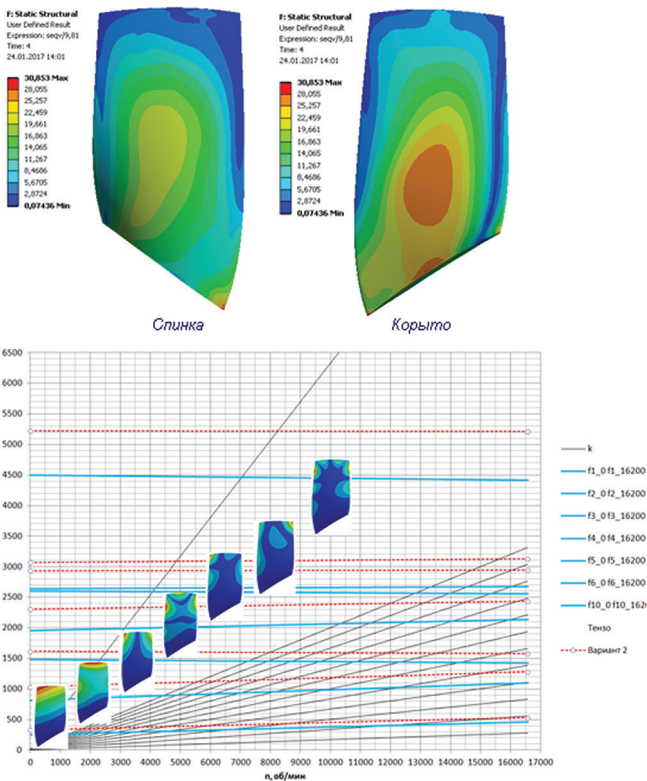 F: Static Structural
User Defined Result
Expression: seqv/9,81
Time: 4
24.01.2017 14:01
30,853 Max
28,055
25,257
22,459
19,661
16,863
14,065
11,267
8,4686
5,6705
2,8724
0,07436 Min
F: Static Structural
User Defined Result
Expression: seqv/9,81
Time: 4
24.01.2017 14:01
30,853 Max
28,055
25,257
22,459
19,661
16,863
14,065
11,267
8,4686
5,6705
2,8724
0,07436 Min
Спинка
Корыто
6500
6000
5500
5000
4500
4000
3500
3000
2500
2000
1500
1000
500
0
0 1000 2000 3000 4000 5000 6000 7000 8000 9000 10000 11000 12000 13000 14000 15000 16000 17000
n, об/мин
k
f1_0 f1_16200
f2_0 f2_16200
f3_0 f3_16200
f4_0 f4_16200
f5_0 f5_16200
f6_0 f6_16200
f10_0 f10_162
Тензо
Вариант 2